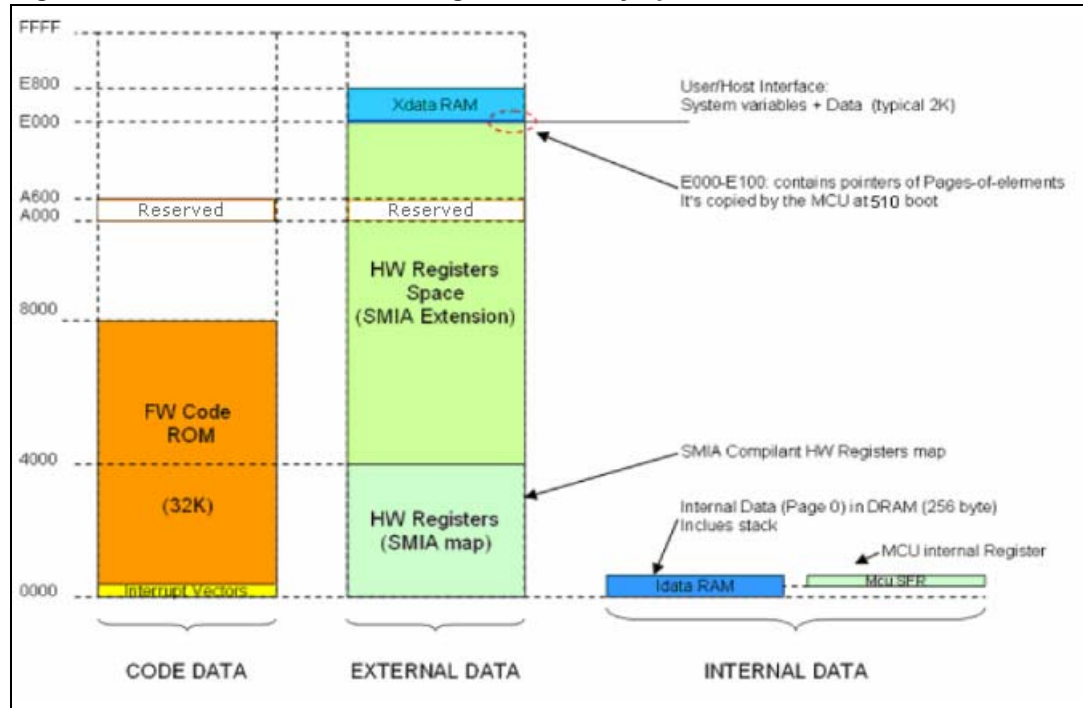 FFFF
E800
E000
A600
A000
8000
4000
0000
Reserved
FW Code
ROM
(32K)
Interrupt Vectors
Xdata RAM
Reserved
HW Registers
Space
(SMIA Extension)
HW Registers
(SMIA map)
User/Host Interface:
System variables + Data (typical 2K)
E000-E100: contains pointers of Pages-of-elements
It's copied by the MCU at 510 boot
SMIA Compilant HW Registers map
Internal Data (Page 0) in DRAM (256 byte)
Inclues stack
MCU internal Register
Idata RAM
Mcu SFR
CODE DATA
EXTERNAL DATA
INTERNAL DATA